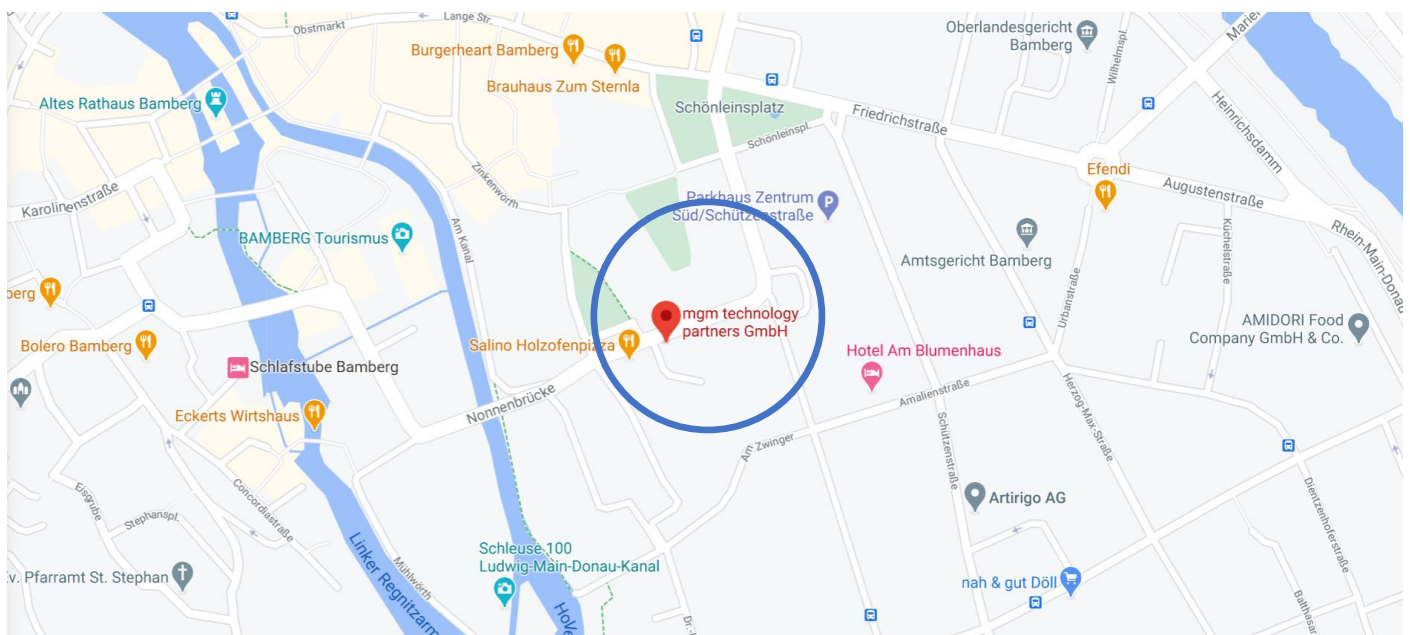 Obstmarkt
Lange Str.
Burgerheart Bamberg
Brauhaus Zum Sternla
Oberlandesgericht
Bamberg
Wilhelmspl.
Altes Rathaus Bamberg
Schönleinsplatz
Schönleinspl.
Friedrichstraße
Heinrichsdamm
Efendi
Augustenstraße
Karolinenstraße
Zinkenwörth
Parkhaus Zentrum
Süd/Schützenstraße
P
Am Kanal
BAMBERG Tourismus
Amtsgericht Bamberg
Küchelstraße
Urbanstraße
Rhein-Main-Donau
mgm technology
partners GmbH
AMIDORI Food
Company GmbH & Co.
Bolero Bamberg
Salino Holzofenpizza
Schlafstube Bamberg
Hotel Am Blumenhaus
Nonnenbrücke
Amalienstraße
Herzog-Max-Straße
Eckerts Wirtshaus
Am Zwinger
Schützenstraße
Eisgrube
Stephanspl.
Concordiastraße
Artirigo AG
Dientzenhoferstraße
Linker Regnitzarm
Mühlwörth
Schleuse 100
Ludwig-Main-Donau-Kanal
Pfarramt St. Stephan
nah & gut Döll